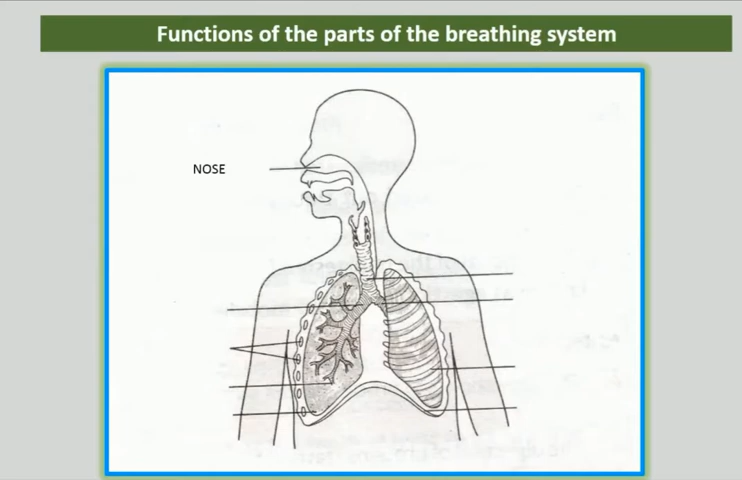 Functions of the parts of the breathing system
NOSE